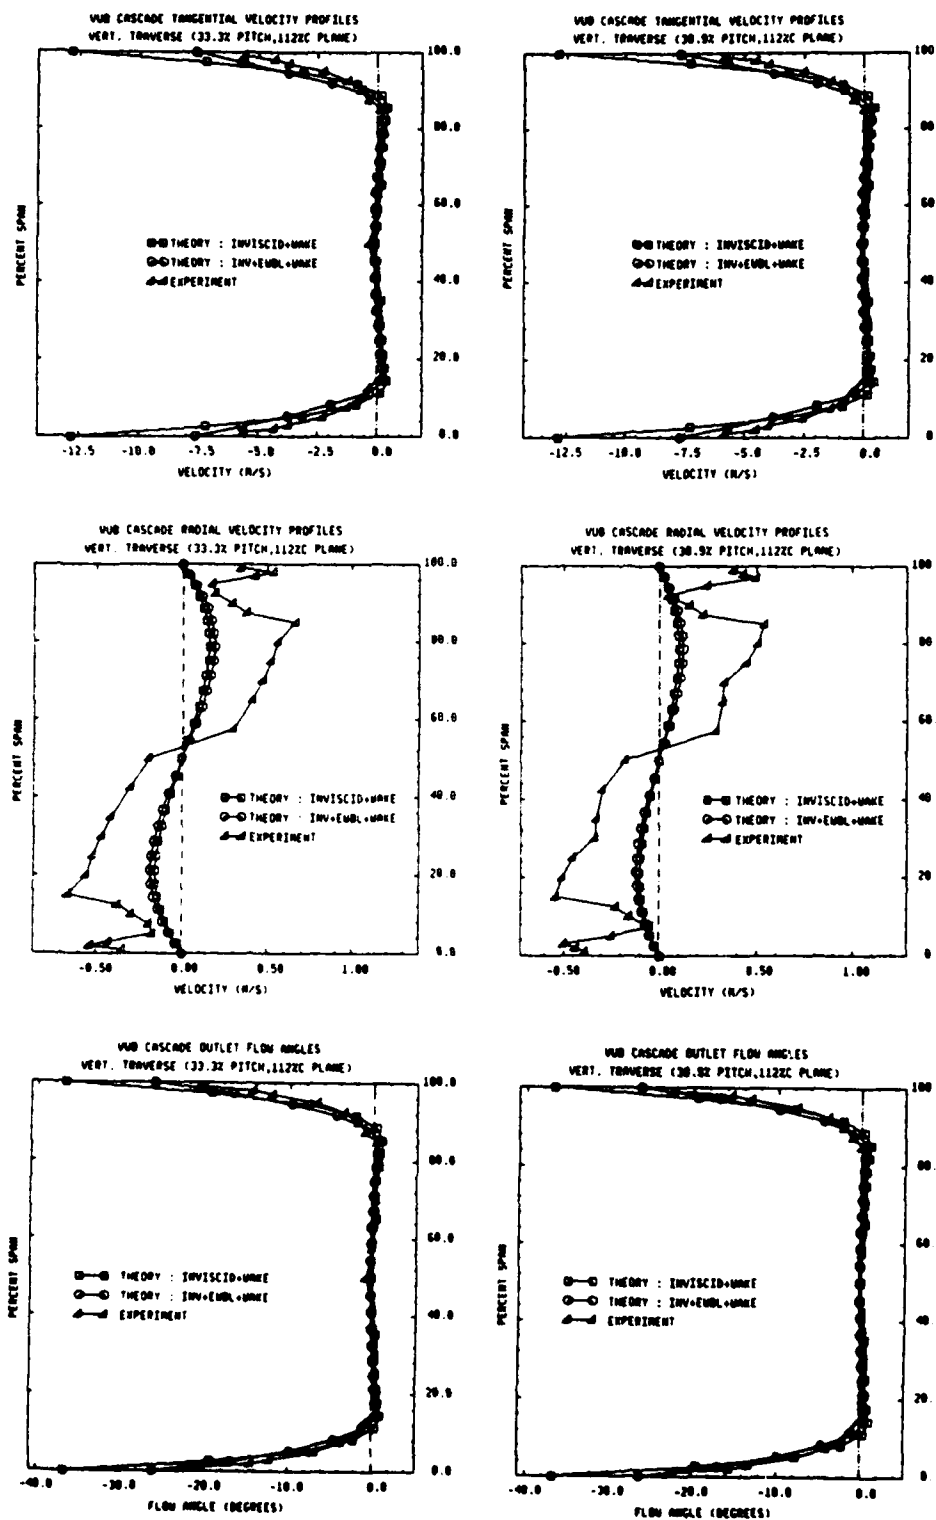 VUB CASCADE TANGENTIAL VELOCITY PROFILES
VERT. TRAVERSE (33.3% PITCH,112%C PLANE)
100.0
80.0
60.0
40.0
20.0
0.0
PERCENT SPAN
THEORY : INVISCID+WAKE
THEORY : INV+EWBL+WAKE
EXPERIMENT
-12.5 -10.0 -7.5 -5.0 -2.5 0.0
VELOCITY (M/S)
VUB CASCADE TANGENTIAL VELOCITY PROFILES
VERT. TRAVERSE (38.9% PITCH,112%C PLANE)
100
80
60
40
20
0
PERCENT SPAN
THEORY : INVISCID+WAKE
THEORY : INV+EWBL+WAKE
EXPERIMENT
-12.5 -10.0 -7.5 -5.0 -2.5 0.0
VELOCITY (M/S)
VUB CASCADE RADIAL VELOCITY PROFILES
VERT. TRAVERSE (33.3% PITCH,112%C PLANE)
100.0
80.0
60.0
40.0
20.0
0.0
PERCENT SPAN
THEORY : INVISCID+WAKE
THEORY : INV+EWBL+WAKE
EXPERIMENT
-0.50 0.00 0.50 1.00
VELOCITY (M/S)
VUB CASCADE RADIAL VELOCITY PROFILES
VERT. TRAVERSE (38.9% PITCH,112%C PLANE)
100
80
60.
40
20
0
PERCENT SPAN
THEORY : INVISCID+WAKE
THEORY : INV+EWBL+WAKE
EXPERIMENT
-0.50 0.00 0.50 1.00
VELOCITY (M/S)
VUB CASCADE OUTLET FLOW ANGLES
VERT. TRAVERSE (33.3% PITCH,112%C PLANE)
100.0
80.0
60.0
40.0
20.0
0.0
PERCENT SPAN
THEORY : INVISCID+WAKE
THEORY : INV+EWBL+WAKE
EXPERIMENT
-40.0 -30.0 -20.0 -10.0 0.0
FLOW ANGLE (DEGREES)
VUB CASCADE OUTLET FLOW ANGLES
VERT. TRAVERSE (38.9% PITCH,112%C PLANE)
100.
80.
60.
40.
20.
0.
PERCENT SPAN
THEORY : INVISCID+WAKE
THEORY : INV+EWBL+WAKE
EXPERIMENT
-40.0 -30.0 -20.0 -10.0 0.0
FLOW ANGLE (DEGREES)